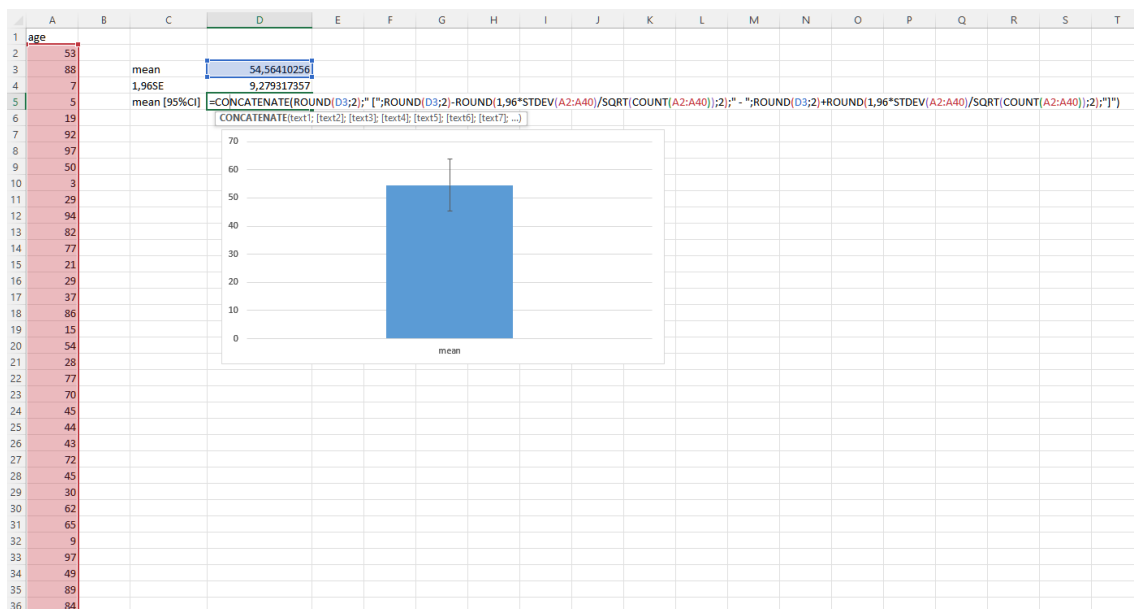 A B C D E F G H I J K L M N O P Q R S T
1 age
2 53
3 88 mean 54,56410256
4 7 1,96SE 9,279317357
5 5 mean [95%CI] =CONCATENATE(ROUND(D3;2);" [";ROUND(D3;2)-ROUND(1,96*STDEV(A2:A40)/SQRT(COUNT(A2:A40));2);" - ";ROUND(D3;2)+ROUND(1,96*STDEV(A2:A40)/SQRT(COUNT(A2:A40));2);"]")
6 19 CONCATENATE(text1; [text2]; [text3]; [text4]; [text5]; [text6]; [text7]; ...)
7 92 70
8 97
9 50 60
10 3 50
11 29
12 94 40
13 82
14 77 30
15 21
16 29 20
17 37
18 86 10
19 15
20 54 0
21 28 mean
22 77
23 70
24 45
25 44
26 43
27 72
28 45
29 30
30 62
31 65
32 9
33 97
34 49
35 89
36 84